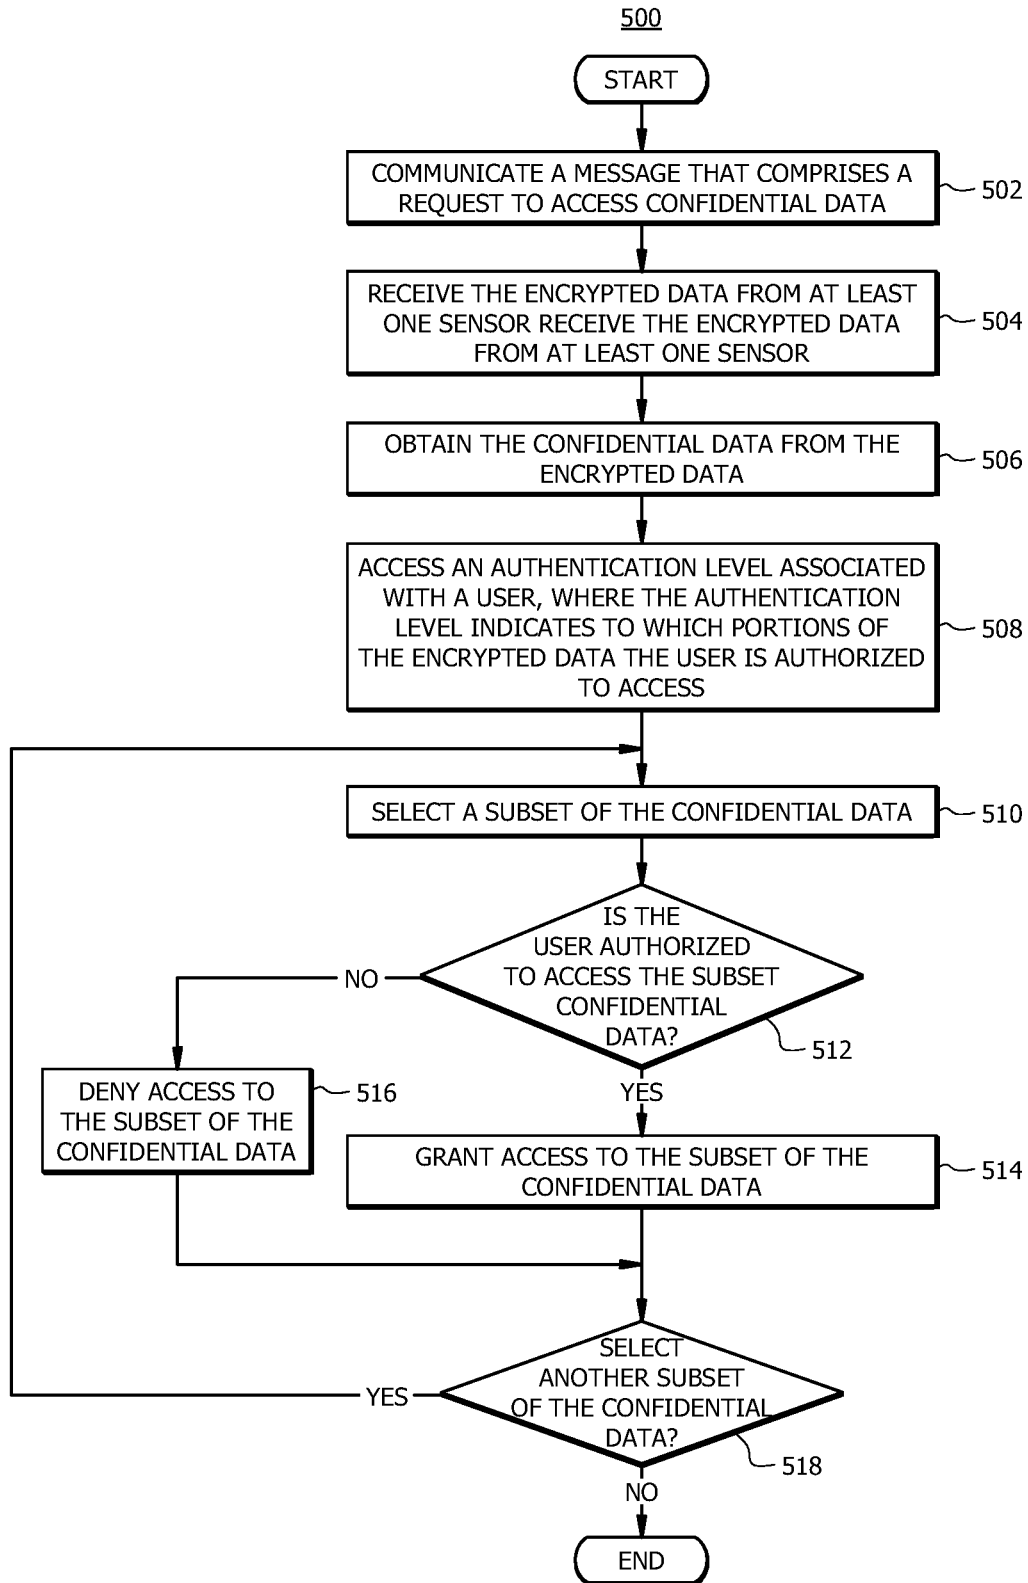 500
START
COMMUNICATE A MESSAGE THAT COMPRISES A
REQUEST TO ACCESS CONFIDENTIAL DATA
502
RECEIVE THE ENCRYPTED DATA FROM AT LEAST
ONE SENSOR RECEIVE THE ENCRYPTED DATA
FROM AT LEAST ONE SENSOR
504
OBTAIN THE CONFIDENTIAL DATA FROM THE
ENCRYPTED DATA
506
ACCESS AN AUTHENTICATION LEVEL ASSOCIATED
WITH A USER, WHERE THE AUTHENTICATION
LEVEL INDICATES TO WHICH PORTIONS OF
THE ENCRYPTED DATA THE USER IS AUTHORIZED
TO ACCESS
508
SELECT A SUBSET OF THE CONFIDENTIAL DATA
510
IS THE
USER AUTHORIZED
TO ACCESS THE SUBSET
CONFIDENTIAL
DATA?
512
NO
YES
DENY ACCESS TO
THE SUBSET OF THE
CONFIDENTIAL DATA
516
GRANT ACCESS TO THE SUBSET OF THE
CONFIDENTIAL DATA
514
SELECT
ANOTHER SUBSET
OF THE CONFIDENTIAL
DATA?
518
YES
NO
END